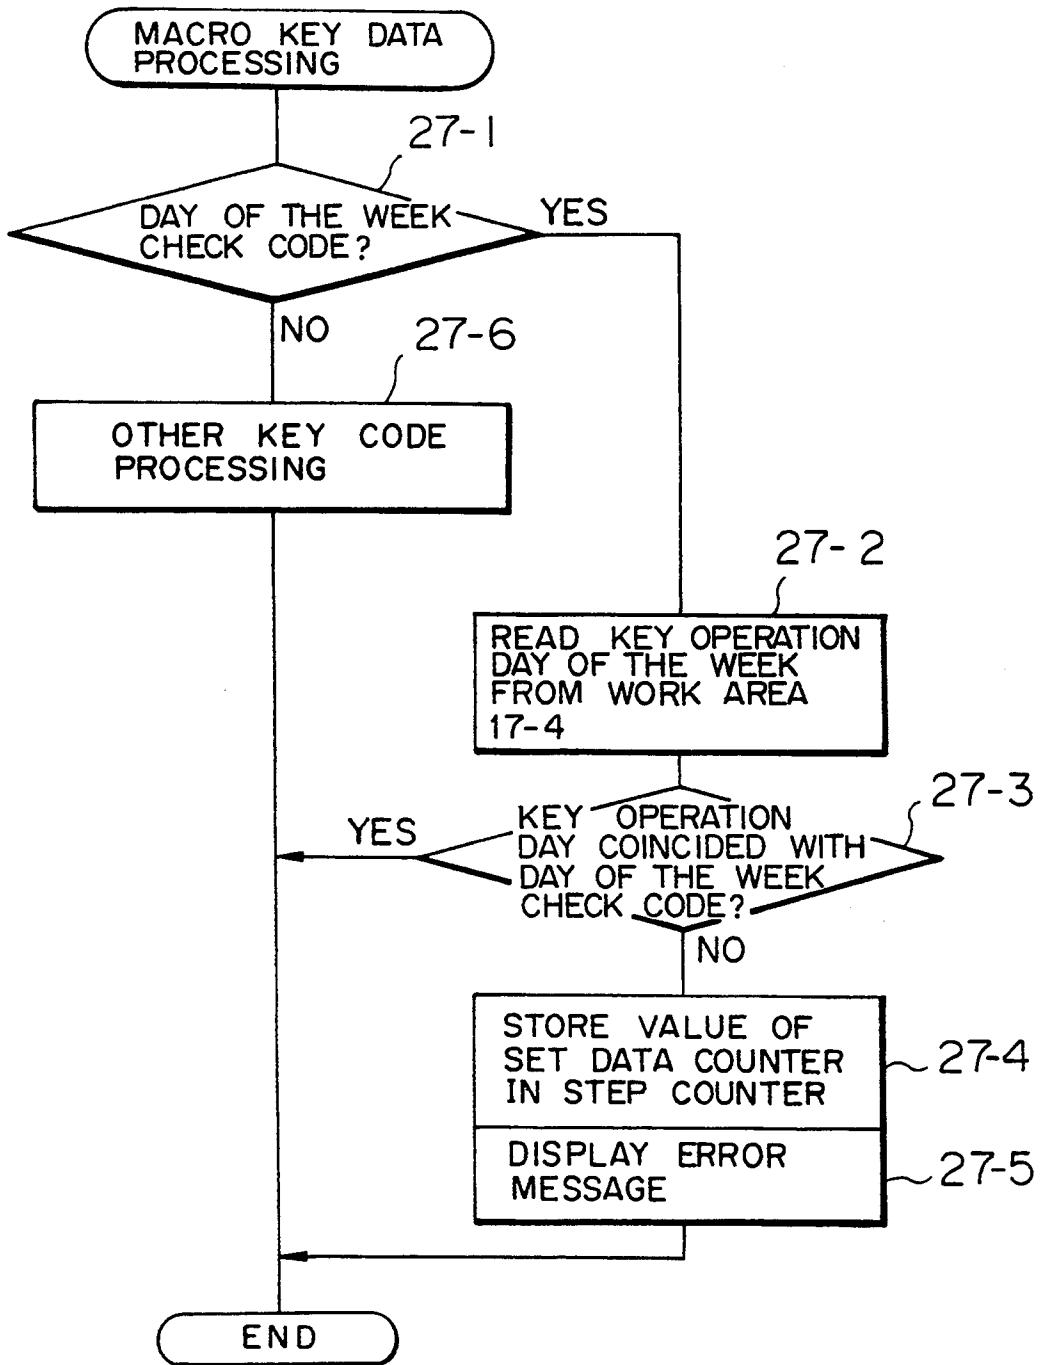 MACRO KEY DATA
PROCESSING
27-1
DAY OF THE WEEK
CHECK CODE?
YES
NO
27-6
OTHER KEY CODE
PROCESSING
27-2
READ KEY OPERATION
DAY OF THE WEEK
FROM WORK AREA
17-4
27-3
KEY OPERATION
DAY COINCIDED WITH
DAY OF THE WEEK
CHECK CODE?
YES
NO
STORE VALUE OF
SET DATA COUNTER
IN STEP COUNTER
27-4
DISPLAY ERROR
MESSAGE
27-5
END